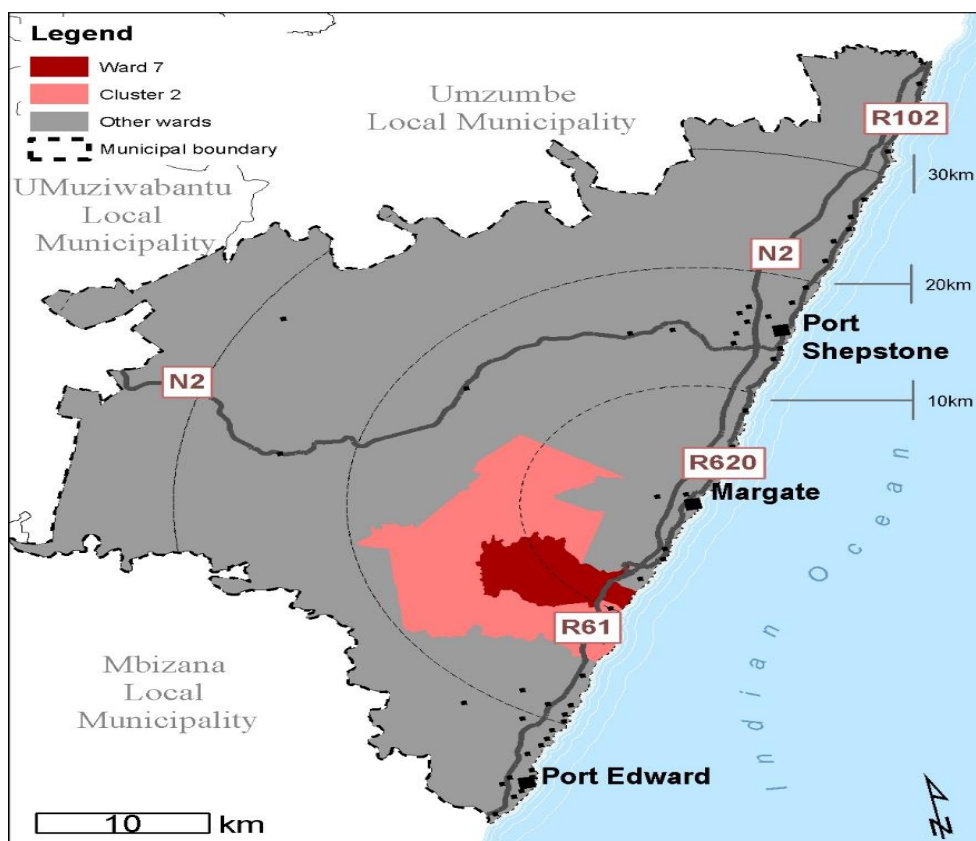 Legend
Ward 7
Cluster 2
Other wards
Municipal boundary
Umzumbe
Local Municipality
UMuziwabantu
Local
Municipality
R102
30km
N2
20km
Port
Shepstone
N2
10km
R620
Margate
Indian Ocean
R61
Mbizana
Local
Municipality
Port Edward
10 km
N